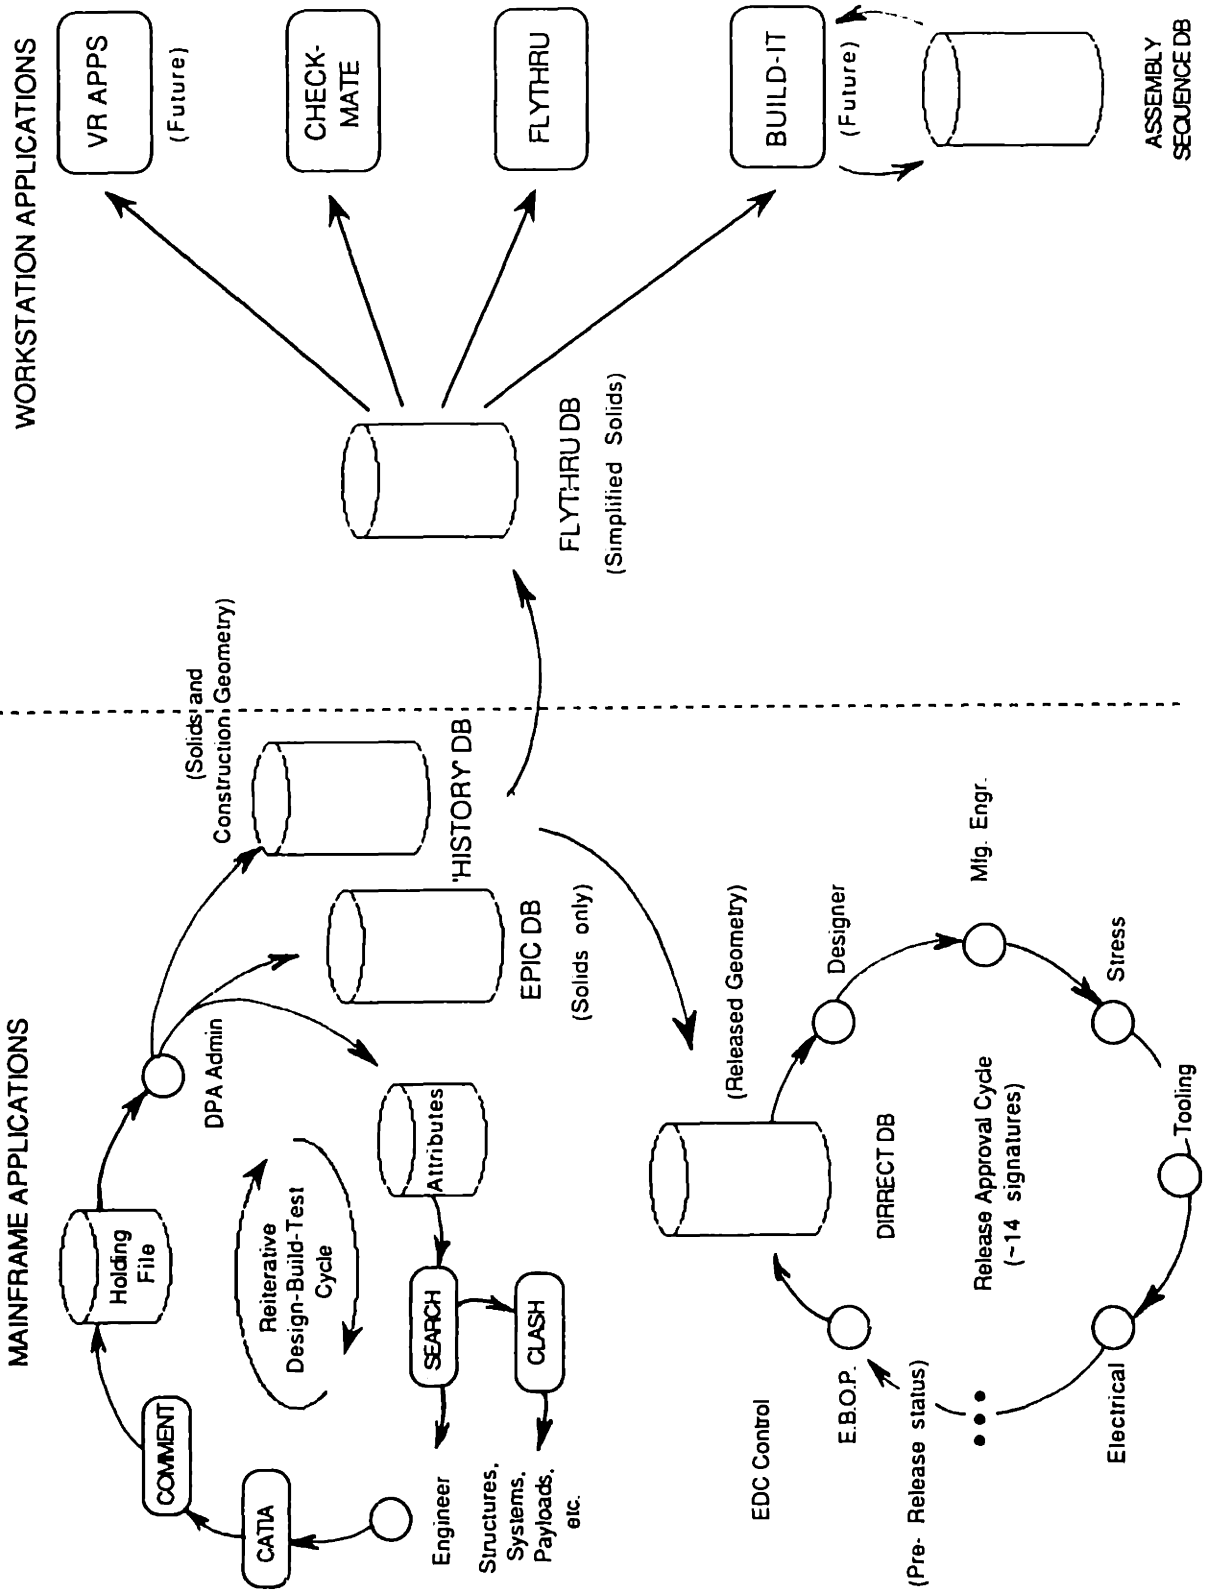 MAINFRAME APPLICATIONS
WORKSTATION APPLICATIONS
COMMENT
CATIA
Holding
File
DPA Admin
(Solids and
Construction Geometry)
'HISTORY' DB
EPIC DB
(Solids only)
Reiterative
Design-Build-Test
Cycle
Attributes
SEARCH
CLASH
Engineer
Structures,
Systems,
Payloads,
etc.
FLYTHRU DB
(Simplified Solids)
VR APPS
(Future)
CHECK-
MATE
FLYTHRU
BUILD-IT
(Future)
ASSEMBLY
SEQUENCE DB
EDC Control
E.B.O.P.
(Pre- Release status)
(Released Geometry)
DIRRECT DB
Designer
Mfg. Engr.
Stress
Tooling
Electrical
Release Approval Cycle
(~14 signatures)